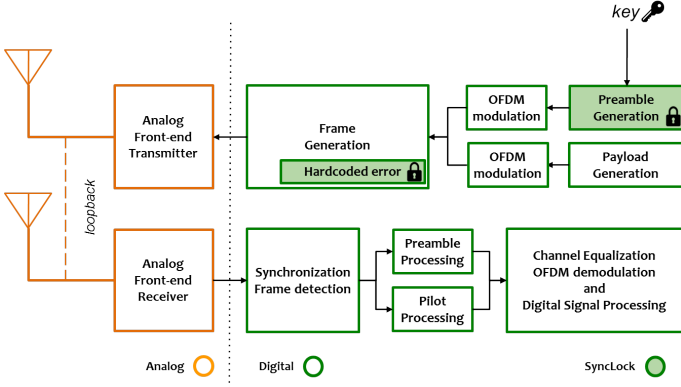 key
Analog
Front-end
Transmitter
Frame
Generation
Hardcoded error
OFDM
modulation
Preamble
Generation
OFDM
modulation
Payload
Generation
loopback
Analog
Front-end
Receiver
Synchronization
Frame detection
Preamble
Processing
Pilot
Processing
Channel Equalization
OFDM demodulation
and
Digital Signal Processing
Analog
Digital
SyncLock